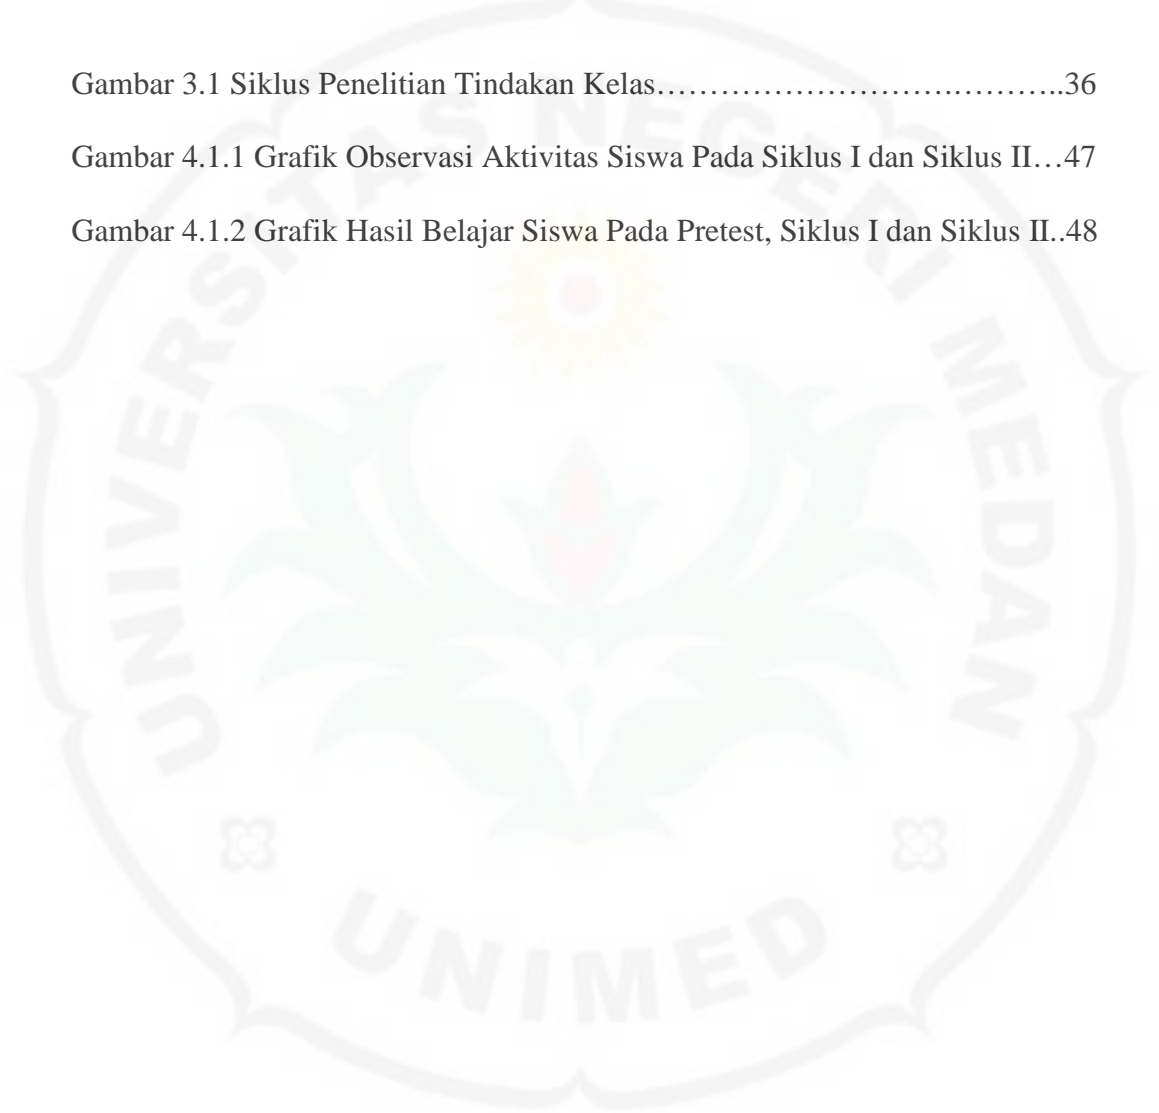 Gambar 3.1 Siklus Penelitian Tindakan Kelas……………………….………..36
Gambar 4.1.1 Grafik Observasi Aktivitas Siswa Pada Siklus I dan Siklus II…47
Gambar 4.1.2 Grafik Hasil Belajar Siswa Pada Pretest, Siklus I dan Siklus II..48
UNIVERSITAS NEGERI MEDAN
UNIMED